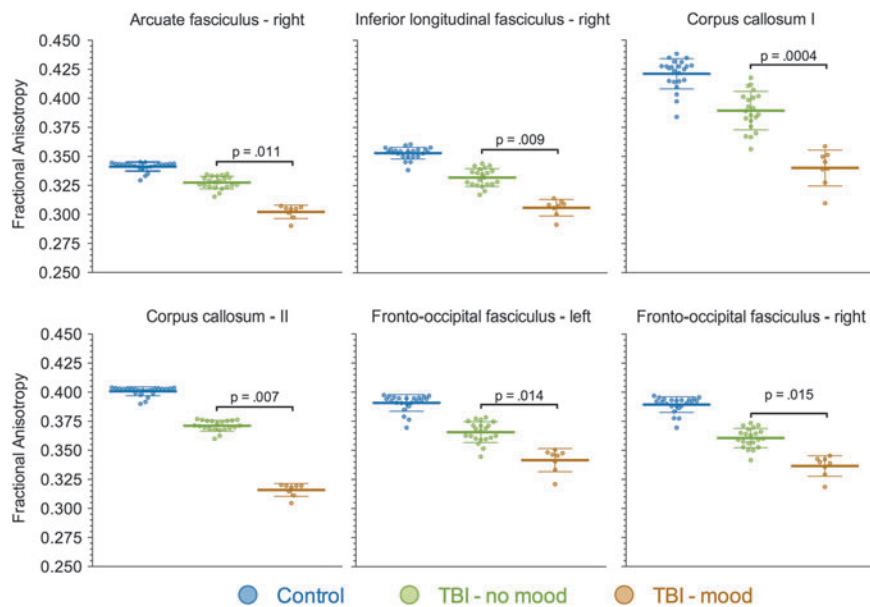 Arcuate fasciculus - right
Inferior longitudinal fasciculus - right
Corpus callosum I
Fractional Anisotropy
0.450
0.425
0.400
0.375
0.350
0.325
0.300
0.275
0.250
p = .011
p = .009
p = .0004
Corpus callosum - II
Fronto-occipital fasciculus - left
Fronto-occipital fasciculus - right
Fractional Anisotropy
0.450
0.425
0.400
0.375
0.350
0.325
0.300
0.275
0.250
p = .007
p = .014
p = .015
Control
TBI - no mood
TBI - mood